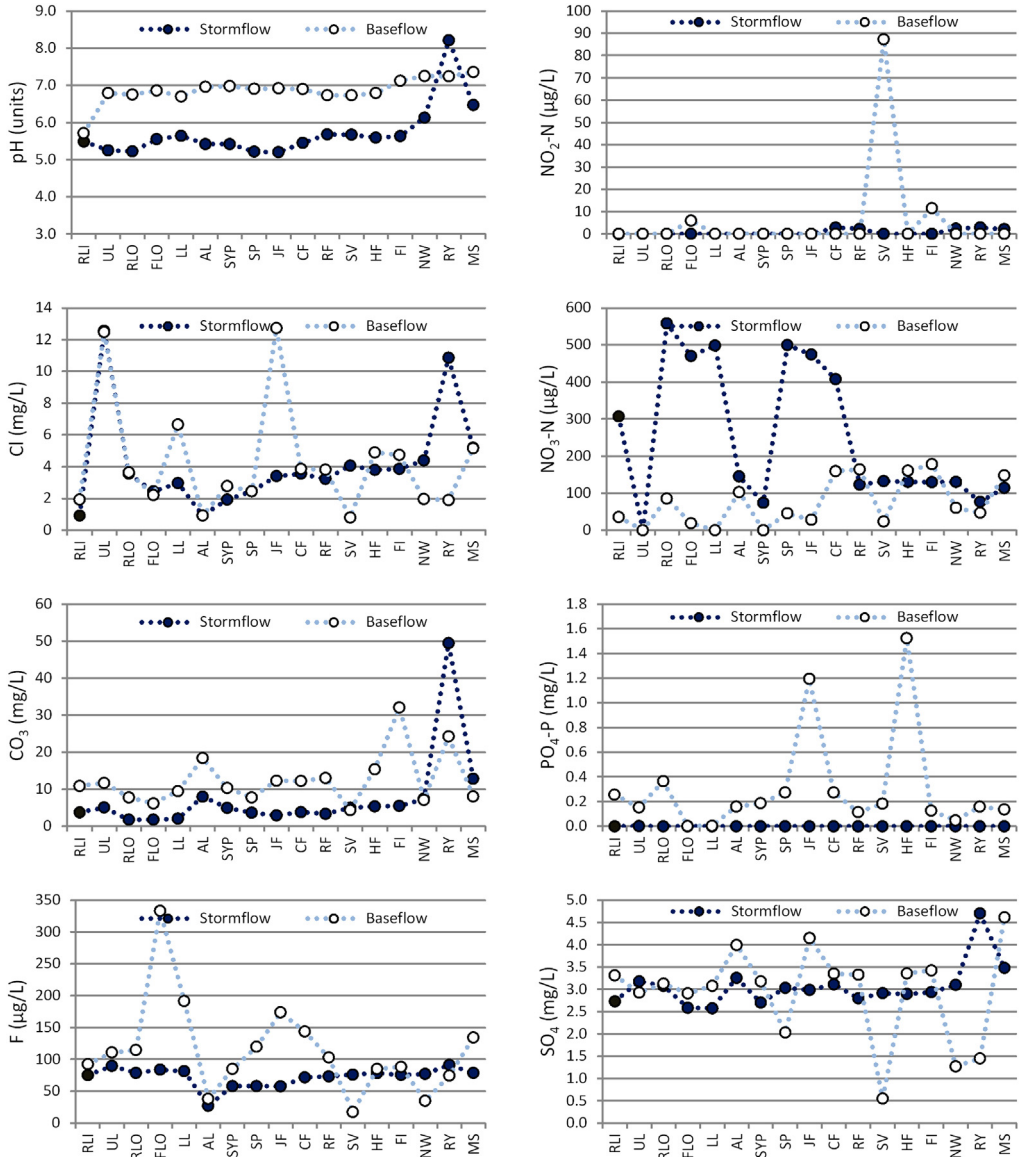 9.0
8.0
7.0
6.0
5.0
4.0
3.0
pH (units)
Stormflow Baseflow
RLI UL RLO FLO LL AL SYP SP JF CF RF SV HF FI NW RY MS
100
90
80
70
60
50
40
30
20
10
0
NO2-N (µg/L)
Stormflow Baseflow
RLI UL RLO FLO LL AL SYP SP JF CF RF SV HF FI NW RY MS
14
12
10
8
6
4
2
0
Cl (mg/L)
Stormflow Baseflow
RLI UL RLO FLO LL AL SYP SP JF CF RF SV HF FI NW RY MS
600
500
400
300
200
100
0
NO3-N (µg/L)
Stormflow Baseflow
RLI UL RLO FLO LL AL SYP SP JF CF RF SV HF FI NW RY MS
60
50
40
30
20
10
0
CO3 (mg/L)
Stormflow Baseflow
RLI UL RLO FLO LL AL SYP SP JF CF RF SV HF FI NW RY MS
1.8
1.6
1.4
1.2
1.0
0.8
0.6
0.4
0.2
0.0
PO4-P (mg/L)
Stormflow Baseflow
RLI UL RLO FLO LL AL SYP SP JF CF RF SV HF FI NW RY MS
350
300
250
200
150
100
50
0
F (µg/L)
Stormflow Baseflow
RLI UL RLO FLO LL AL SYP SP JF CF RF SV HF FI NW RY MS
5.0
4.5
4.0
3.5
3.0
2.5
2.0
1.5
1.0
0.5
0.0
SO4 (mg/L)
Stormflow Baseflow
RLI UL RLO FLO LL AL SYP SP JF CF RF SV HF FI NW RY MS